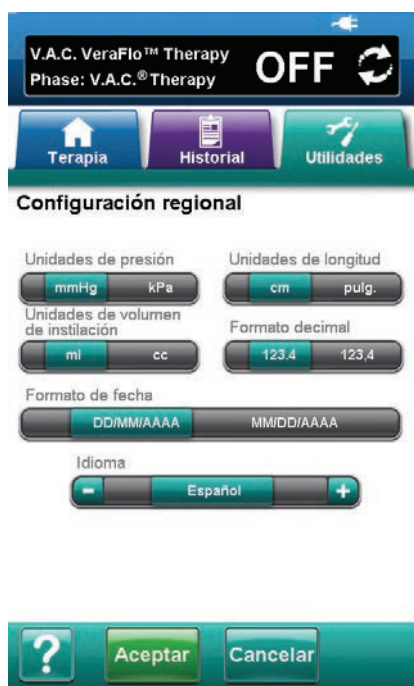 V.A.C. VeraFlo™ Therapy
Phase: V.A.C.® Therapy
OFF
Terapia
Historial
Utilidades
Configuración regional
Unidades de presión
mmHg kPa
Unidades de longitud
cm pulg.
Unidades de volumen
de instilación
ml cc
Formato decimal
123.4 123,4
Formato de fecha
DD/MM/AAAA MM/DD/AAAA
Idioma
- Español +
? Aceptar Cancelar